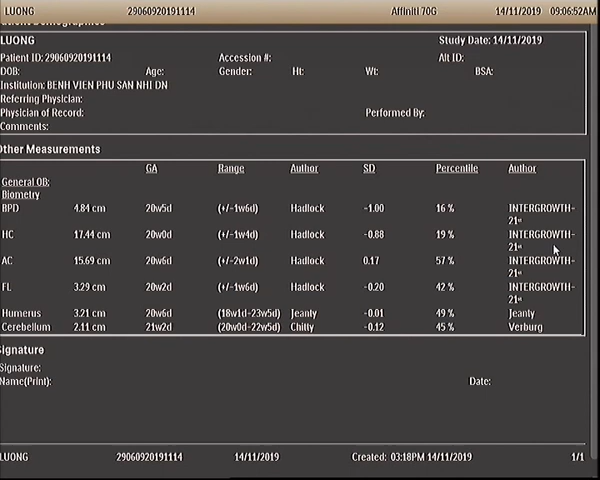 LUONG 29060920191114 Affiniti 70G 14/11/2019 09:06:52AM
LUONG Study Date: 14/11/2019
Patient ID: 29060920191114 Accession #: Alt ID:
DOB: Age: Gender: Ht: Wt: BSA:
Institution: BENH VIEN PHU SAN NHI DN
Referring Physician:
Physician of Record: Performed By:
Comments:
Other Measurements
GA Range Author SD Percentile Author
General OB:
Biometry
BPD 4.84 cm 20w5d (+/-1w6d) Hadlock -1.00 16 % INTERGROWTH-
21st
HC 17.44 cm 20w0d (+/-1w4d) Hadlock -0.88 19 % INTERGROWTH-
21st
AC 15.69 cm 20w6d (+/-2w1d) Hadlock 0.17 57 % INTERGROWTH-
21st
FL 3.29 cm 20w2d (+/-1w6d) Hadlock -0.20 42 % INTERGROWTH-
21st
Humerus 3.21 cm 20w6d (18w1d-23w5d) Jeanty -0.01 49 % Jeanty
Cerebellum 2.11 cm 21w2d (20w0d-22w5d) Chitty -0.12 45 % Verburg
Signature
Signature:
Name(Print): Date:
LUONG 29060920191114 14/11/2019 Created: 03:18PM 14/11/2019 1/1